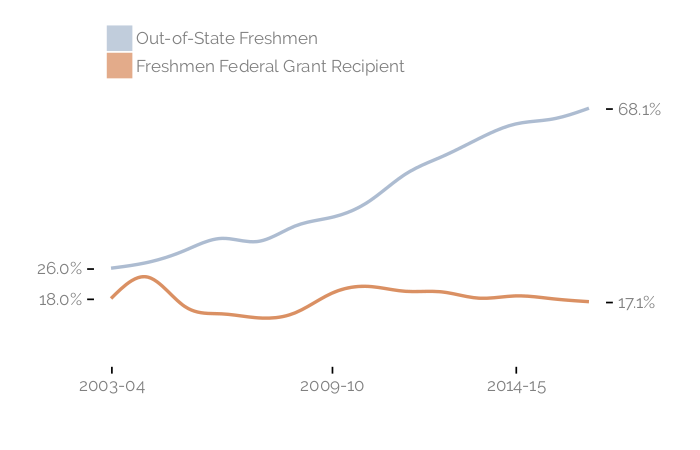 Out-of-State Freshmen
Freshmen Federal Grant Recipient
68.1%
26.0%
18.0%
17.1%
2003-04 2009-10 2014-15